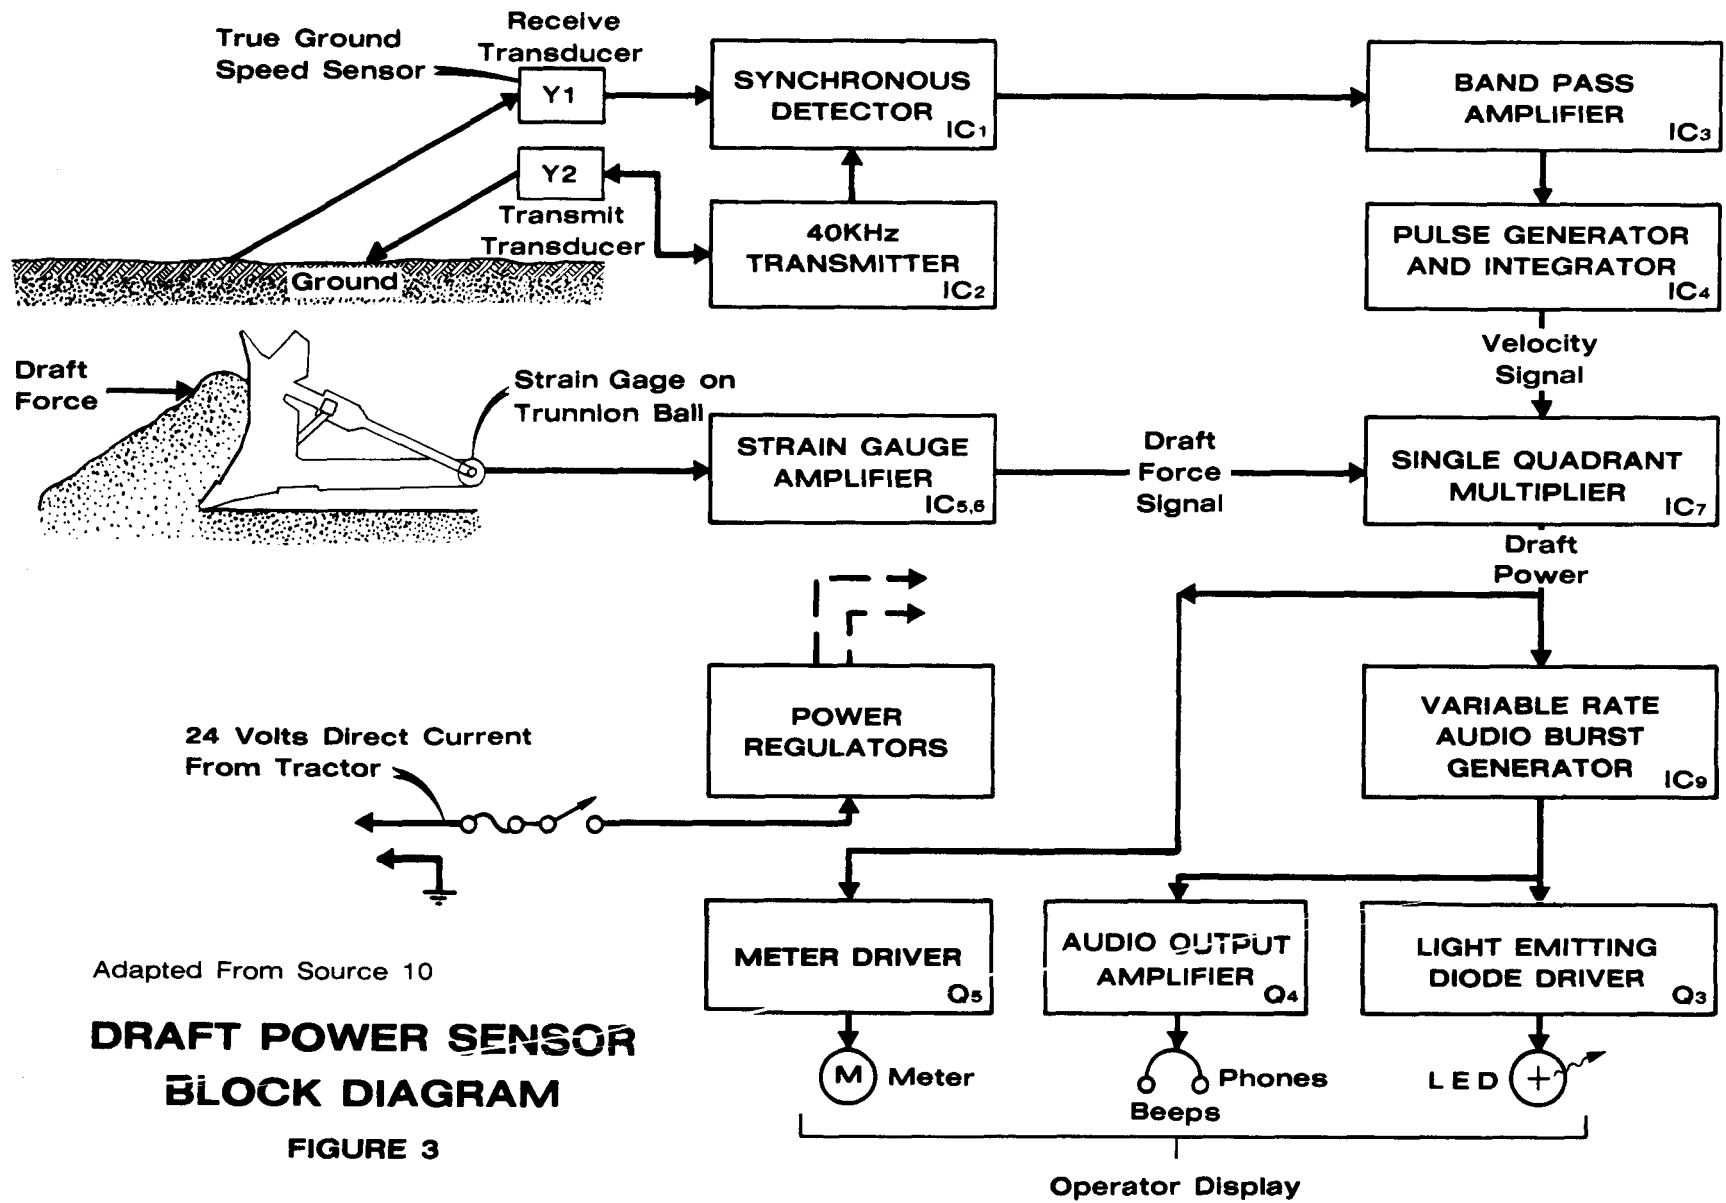 True Ground
Speed Sensor
Receive
Transducer
Y1
SYNCHRONOUS
DETECTOR
IC1
BAND PASS
AMPLIFIER
IC3
Y2
Transmit
Transducer
40KHz
TRANSMITTER
IC2
PULSE GENERATOR
AND INTEGRATOR
IC4
Ground
Velocity
Signal
Draft
Force
Strain Gage on
Trunnion Ball
STRAIN GAUGE
AMPLIFIER
IC5,6
Draft
Force
Signal
SINGLE QUADRANT
MULTIPLIER
IC7
Draft
Power
POWER
REGULATORS
VARIABLE RATE
AUDIO BURST
GENERATOR
IC9
24 Volts Direct Current
From Tractor
METER DRIVER
Q5
AUDIO OUTPUT
AMPLIFIER
Q4
LIGHT EMITTING
DIODE DRIVER
Q3
M
Meter
Phones
Beeps
LED
+
Operator Display
Adapted From Source 10
DRAFT POWER SENSOR
BLOCK DIAGRAM
FIGURE 3